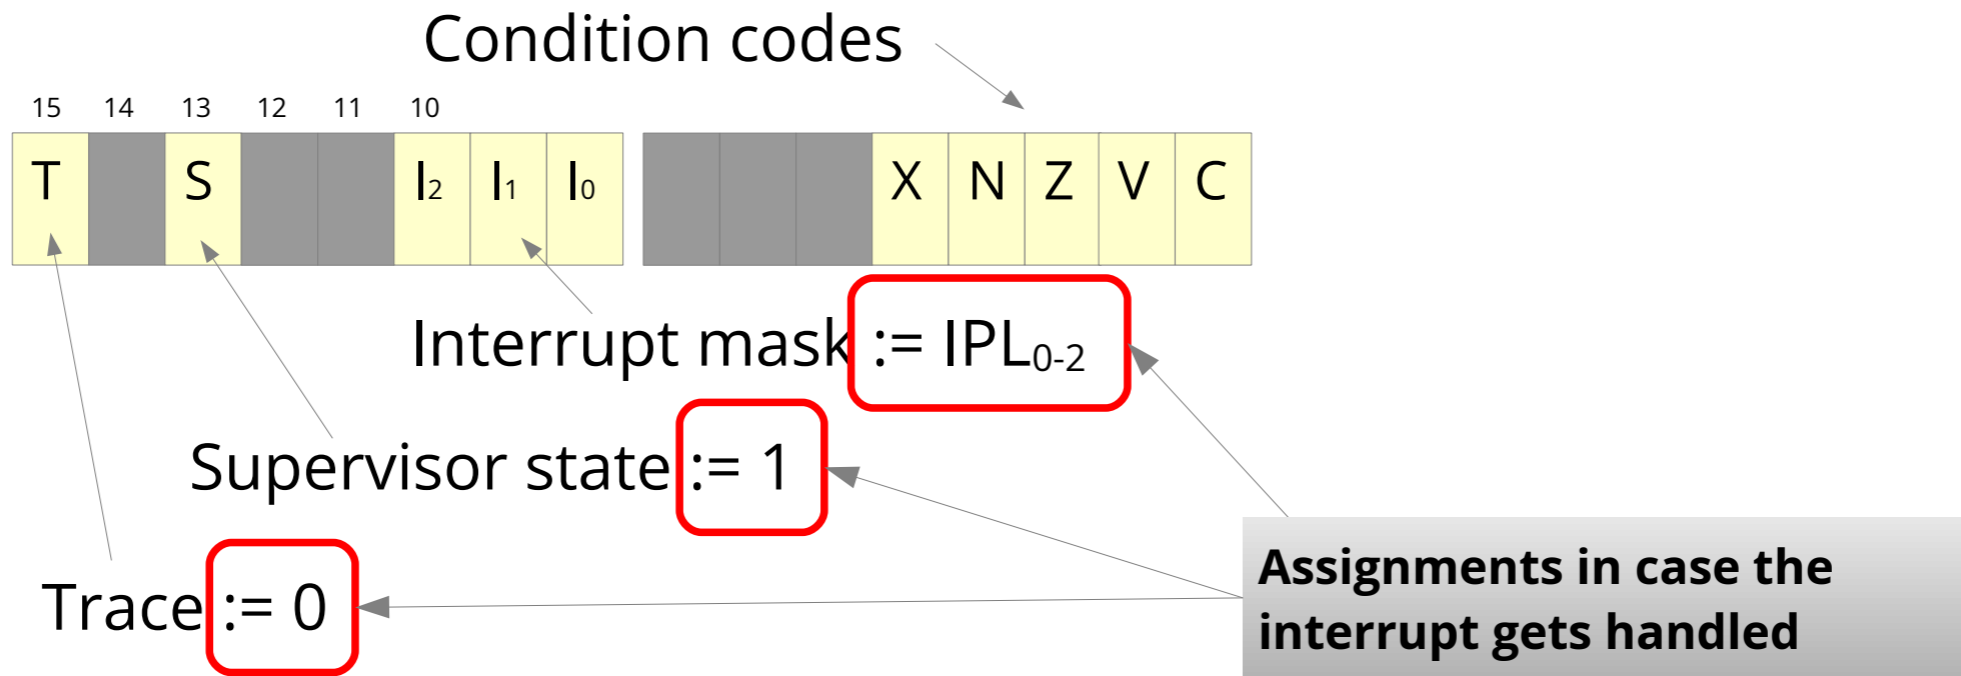 Condition codes
15 14 13 12 11 10
T S I2 I1 I0 X N Z V C
Interrupt mask := IPL0-2
Supervisor state := 1
Trace := 0
Assignments in case the
interrupt gets handled